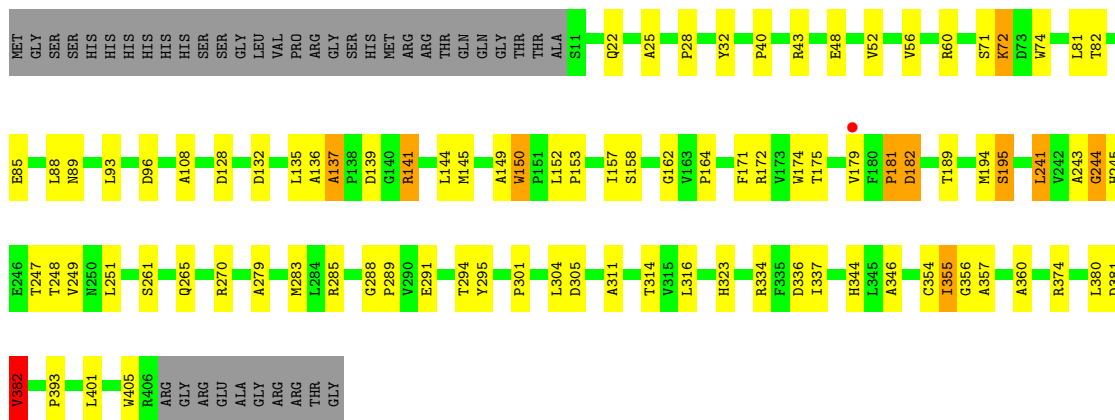 MET GLY SER SER HIS HIS HIS HIS HIS HIS SER SER GLY LEU VAL PRO ARG GLY SER HIS MET ARG ARG THR GLN GLN GLY THR THR ALA S11 Q22 A25 P28 Y32 P40 R43 E48 V52 V56 R60 S71 K72 D73 W74 L81 T82
E85 L88 N89 L93 D96 A108 D128 D132 L135 A136 A137 P138 D139 G140 R141 L144 M145 A149 W150 P151 L152 P153 I157 S158 G162 V163 P164 F171 R172 V173 W174 T175 V179 F180 P181 D182 T189 M194 S195 L241 V242 A243 G244 H245
E246 T247 T248 V249 N250 L251 S261 Q265 R270 A279 M283 L284 R285 G288 P289 V290 E291 T294 Y295 P301 L304 D305 A311 T314 V315 L316 H323 R334 F335 D336 I337 H344 L345 A346 C354 I355 G356 A357 A360 R374 L380 D381
V382 P393 L401 W405 R406 ARG GLY ARG ARG GLU ALA GLY ARG ARG THR GLY